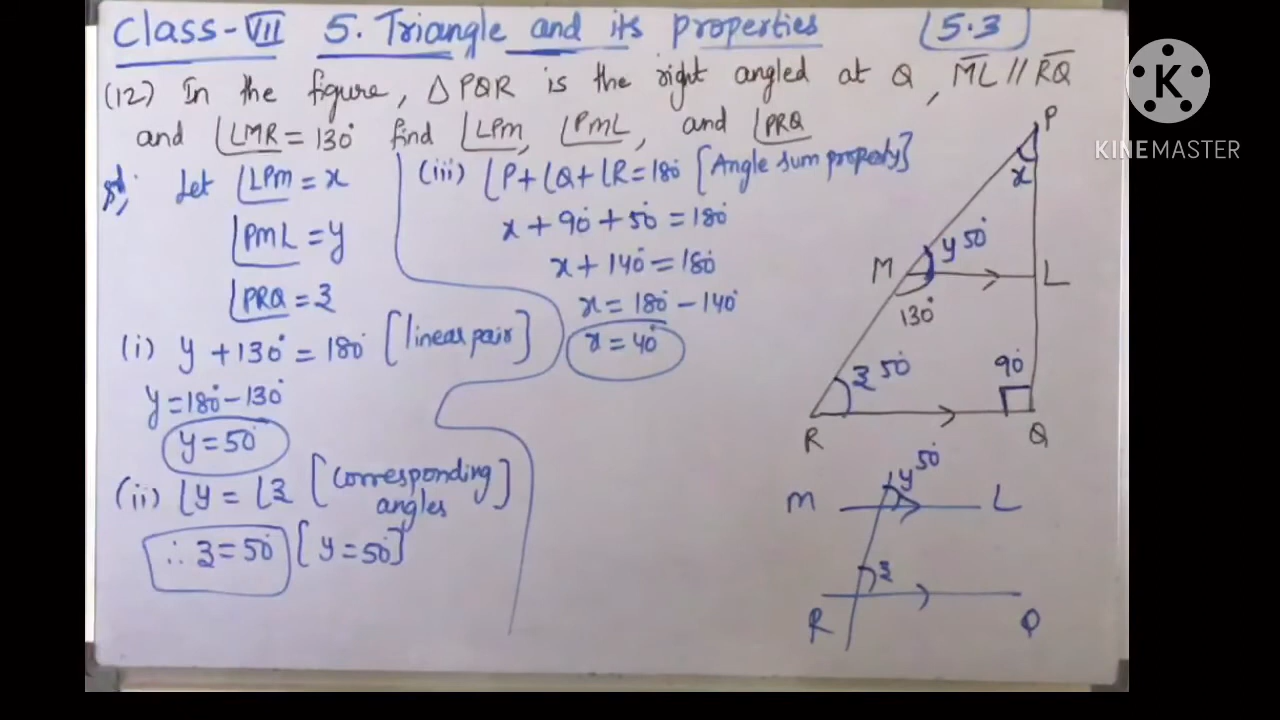 Class-VII 5. Triangle and its properties (5.3)
(12) In the figure, △PQR is the right angled at Q, ML // RQ
and ∠LMR = 130° find ∠LPM, ∠PML, and ∠PRQ
Sol;
Let ∠LPM = x
∠PML = y
∠PRQ = z
(i) y + 130° = 180° [linear pair]
y = 180° - 130°
y = 50°
(ii) ∠y = ∠z [Corresponding
angles]
∴ z = 50° [y = 50°]
(iii) ∠P + ∠Q + ∠R = 180° [Angle sum property]
x + 90° + 50° = 180°
x + 140° = 180°
x = 180° - 140°
x = 40°
P
x
M y 50° L
130°
z 50° 90°
R Q
y 50°
M L
z
R Q
K
KINEMASTER